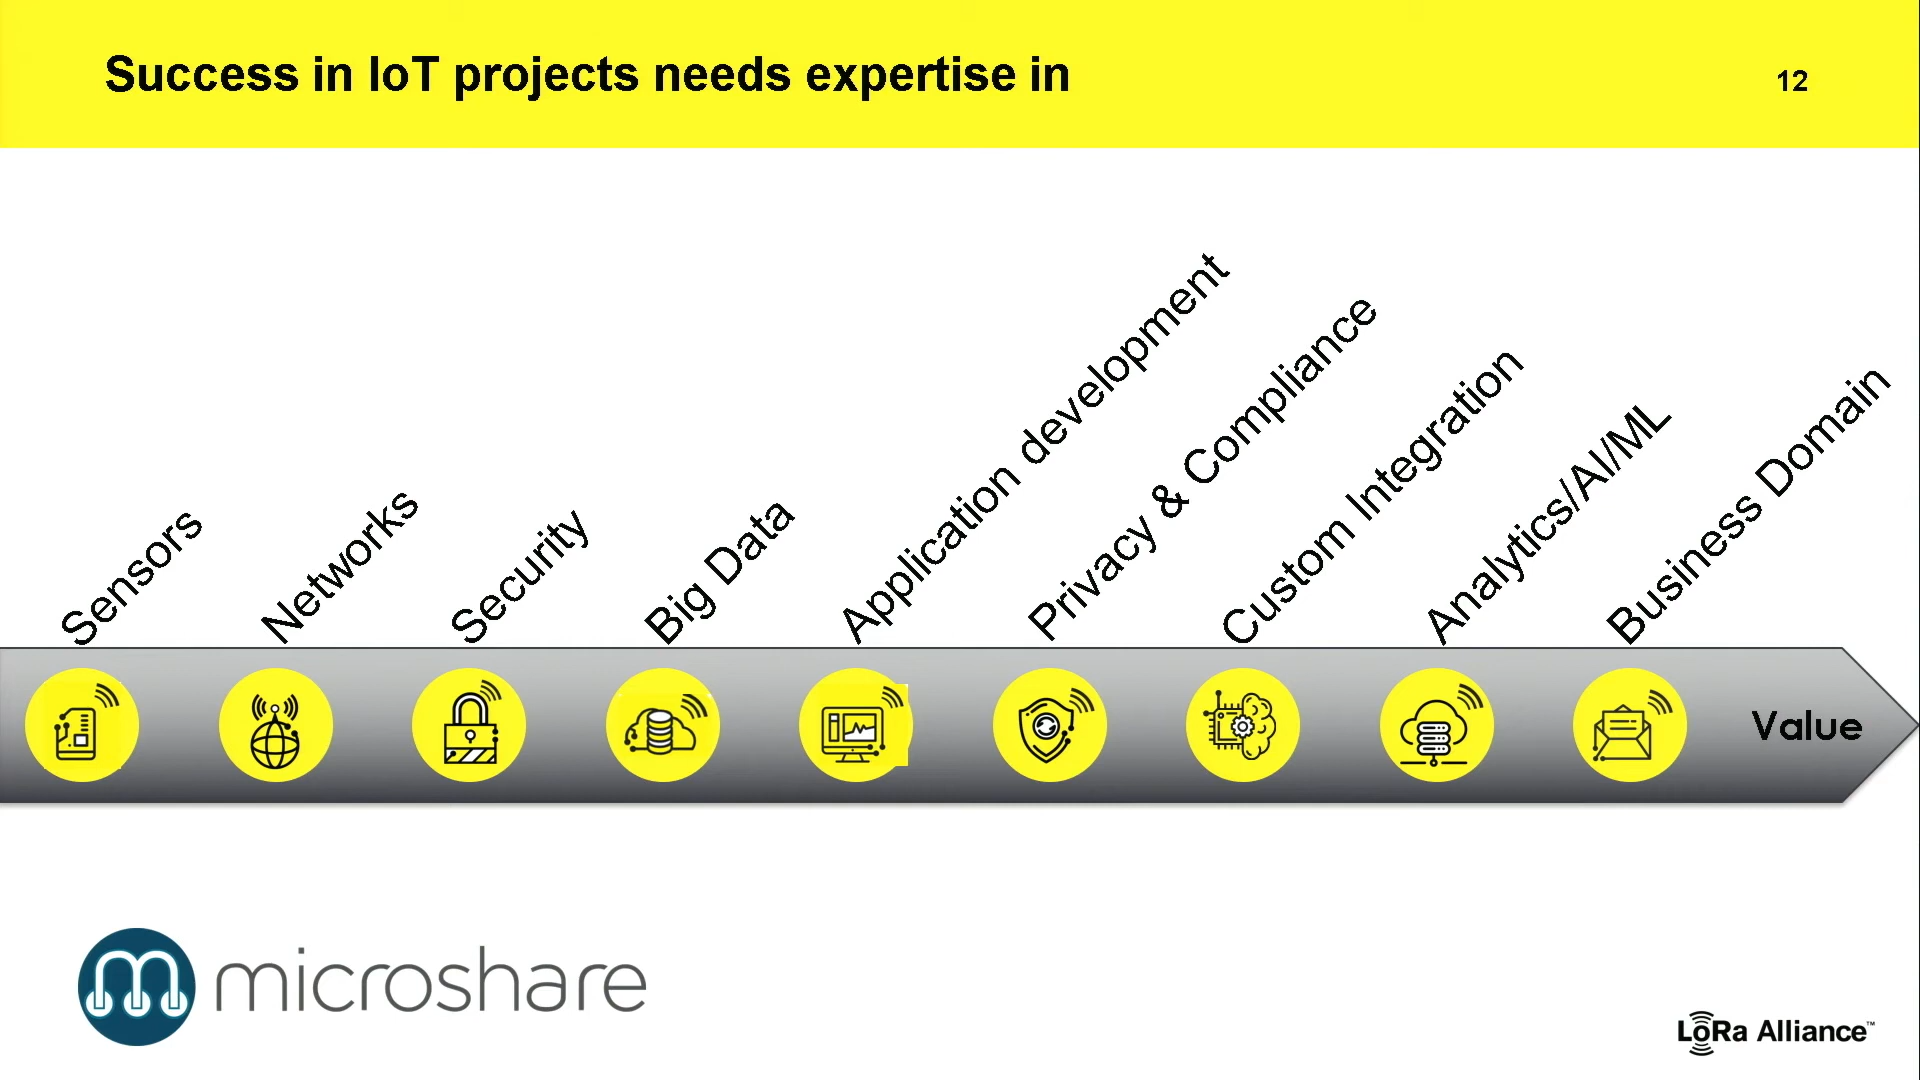 Success in IoT projects needs expertise in
12
Sensors
Networks
Security
Big Data
Application development
Privacy & Compliance
Custom Integration
Analytics/AI/ML
Business Domain
Value
microshare
LoRa Alliance™